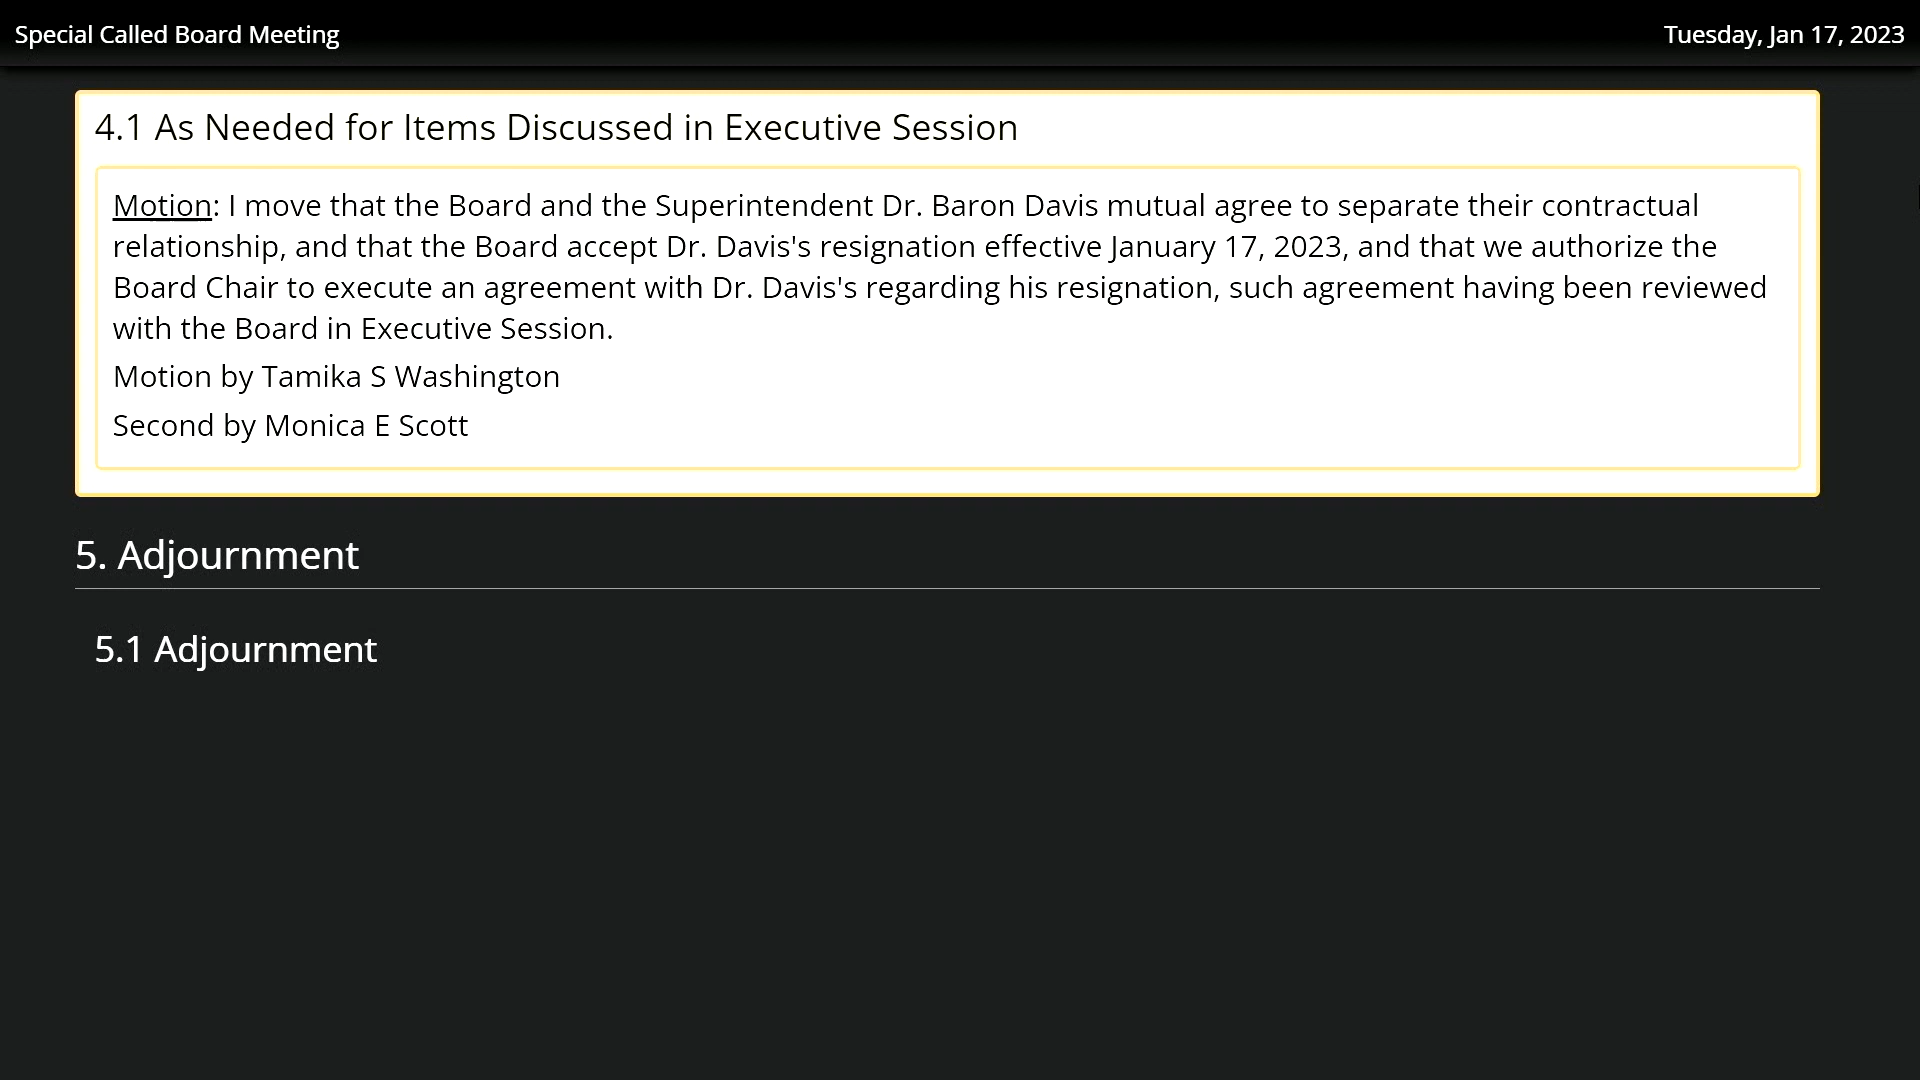 Special Called Board Meeting
Tuesday, Jan 17, 2023
4.1 As Needed for Items Discussed in Executive Session
Motion: I move that the Board and the Superintendent Dr. Baron Davis mutual agree to separate their contractual
relationship, and that the Board accept Dr. Davis's resignation effective January 17, 2023, and that we authorize the
Board Chair to execute an agreement with Dr. Davis's regarding his resignation, such agreement having been reviewed
with the Board in Executive Session.
Motion by Tamika S Washington
Second by Monica E Scott
5. Adjournment
5.1 Adjournment